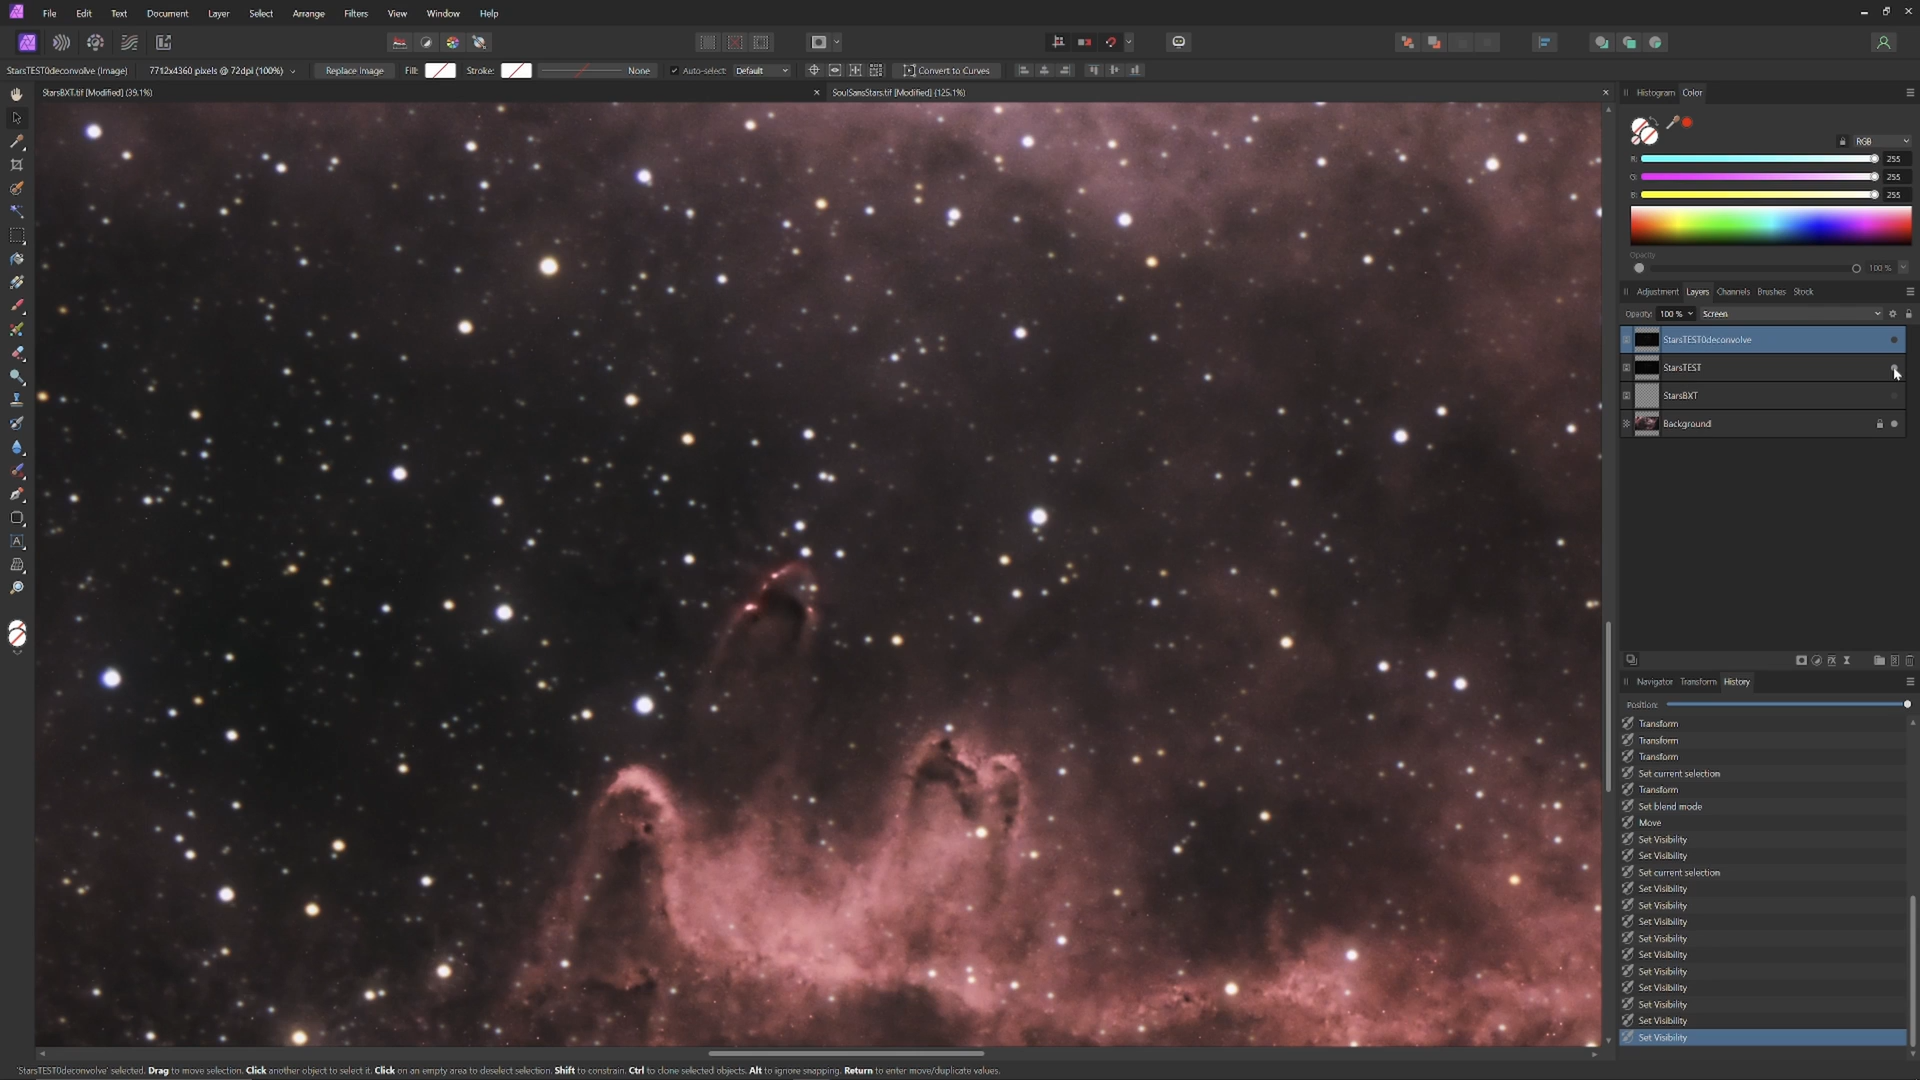 File Edit Text Document Layer Select Arrange Filters View Window Help
StarsTEST0deconvolve (Image) 7712x4360 pixels @ 72dpi (100%) Replace Image Fill: Stroke: None Auto-select: Default Convert to Curves
StarsBXT.tif [Modified] (39.1%) SoulSansStars.tif [Modified] (125.1%)
Histogram Color
RGB
R: 255
G: 255
B: 255
Opacity
100 %
Adjustment Layers Channels Brushes Stock
Opacity: 100 % Screen
StarsTEST0deconvolve
StarsTEST
StarsBXT
Background
Navigator Transform History
Position:
Transform
Transform
Transform
Set current selection
Transform
Set blend mode
Move
Set Visibility
Set Visibility
Set current selection
Set Visibility
Set Visibility
Set Visibility
Set Visibility
Set Visibility
Set Visibility
Set Visibility
Set Visibility
Set Visibility
Set Visibility
'StarsTEST0deconvolve' selected. Drag to move selection. Click another object to select it. Click on an empty area to deselect selection. Shift to constrain. Ctrl to clone selected objects. Alt to ignore snapping. Return to enter move/duplicate values.